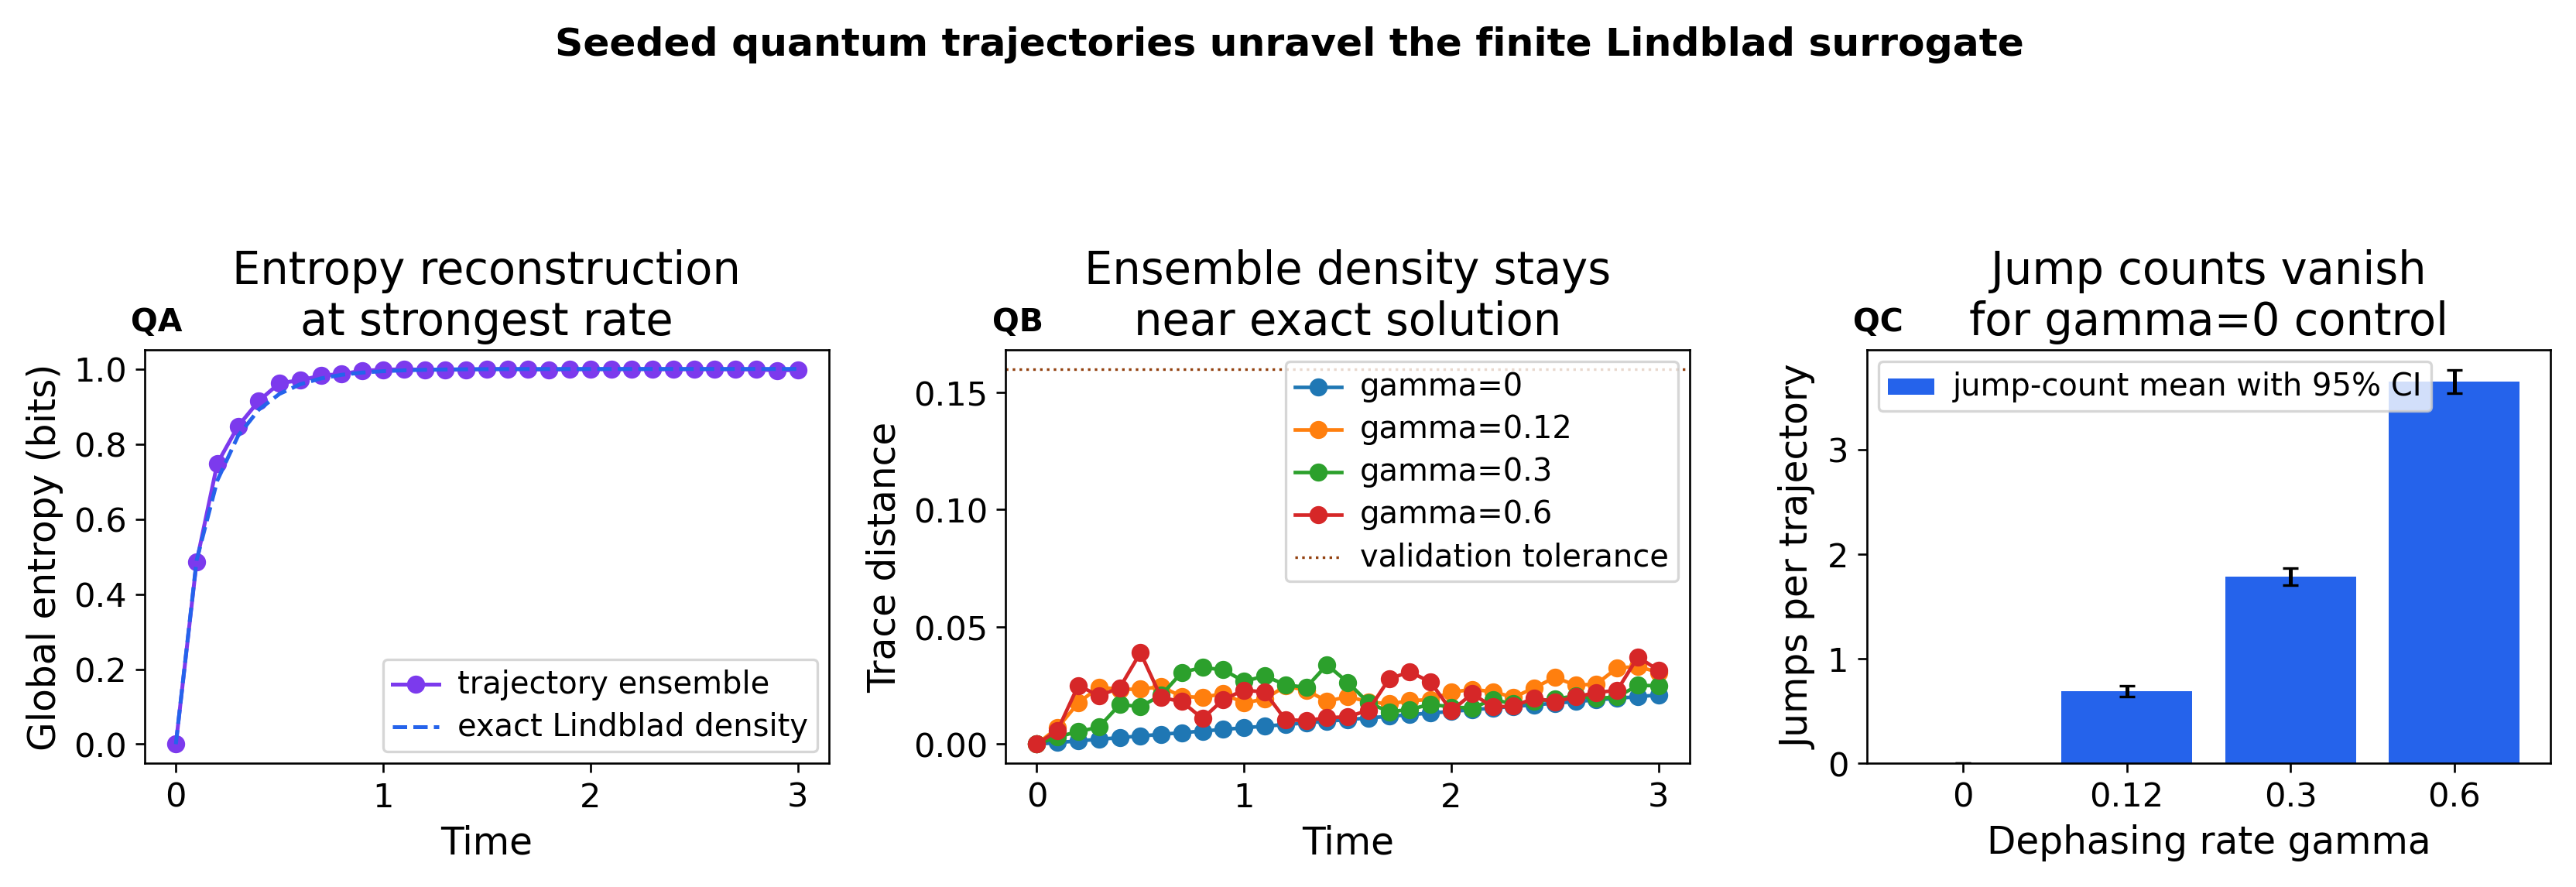 Seeded quantum trajectories unravel the finite Lindblad surrogate
QA
Entropy reconstruction
at strongest rate
Global entropy (bits)
1.0
0.8
0.6
0.4
0.2
0.0
trajectory ensemble
exact Lindblad density
0 1 2 3
Time
QB
Ensemble density stays
near exact solution
Trace distance
0.15
0.10
0.05
0.00
gamma=0
gamma=0.12
gamma=0.3
gamma=0.6
validation tolerance
0 1 2 3
Time
QC
Jump counts vanish
for gamma=0 control
Jumps per trajectory
3
2
1
0
jump-count mean with 95% CI
0 0.12 0.3 0.6
Dephasing rate gamma